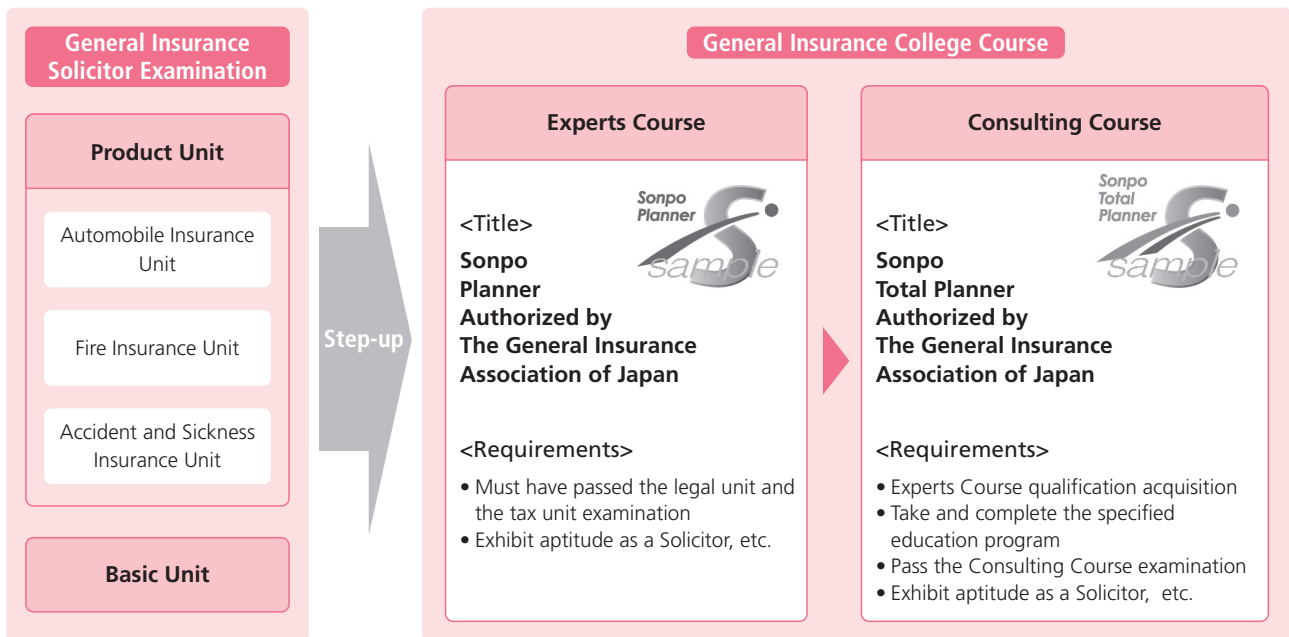 General Insurance
Solicitor Examination
Product Unit
Automobile Insurance
Unit
Fire Insurance Unit
Accident and Sickness
Insurance Unit
Basic Unit
Step-up
General Insurance College Course
Experts Course
Sonpo
Planner
sample
<Title>
Sonpo
Planner
Authorized by
The General Insurance
Association of Japan
<Requirements>
• Must have passed the legal unit and
the tax unit examination
• Exhibit aptitude as a Solicitor, etc.
Consulting Course
Sonpo
Total
Planner
sample
<Title>
Sonpo
Total Planner
Authorized by
The General Insurance
Association of Japan
<Requirements>
• Experts Course qualification acquisition
• Take and complete the specified
education program
• Pass the Consulting Course examination
• Exhibit aptitude as a Solicitor, etc.